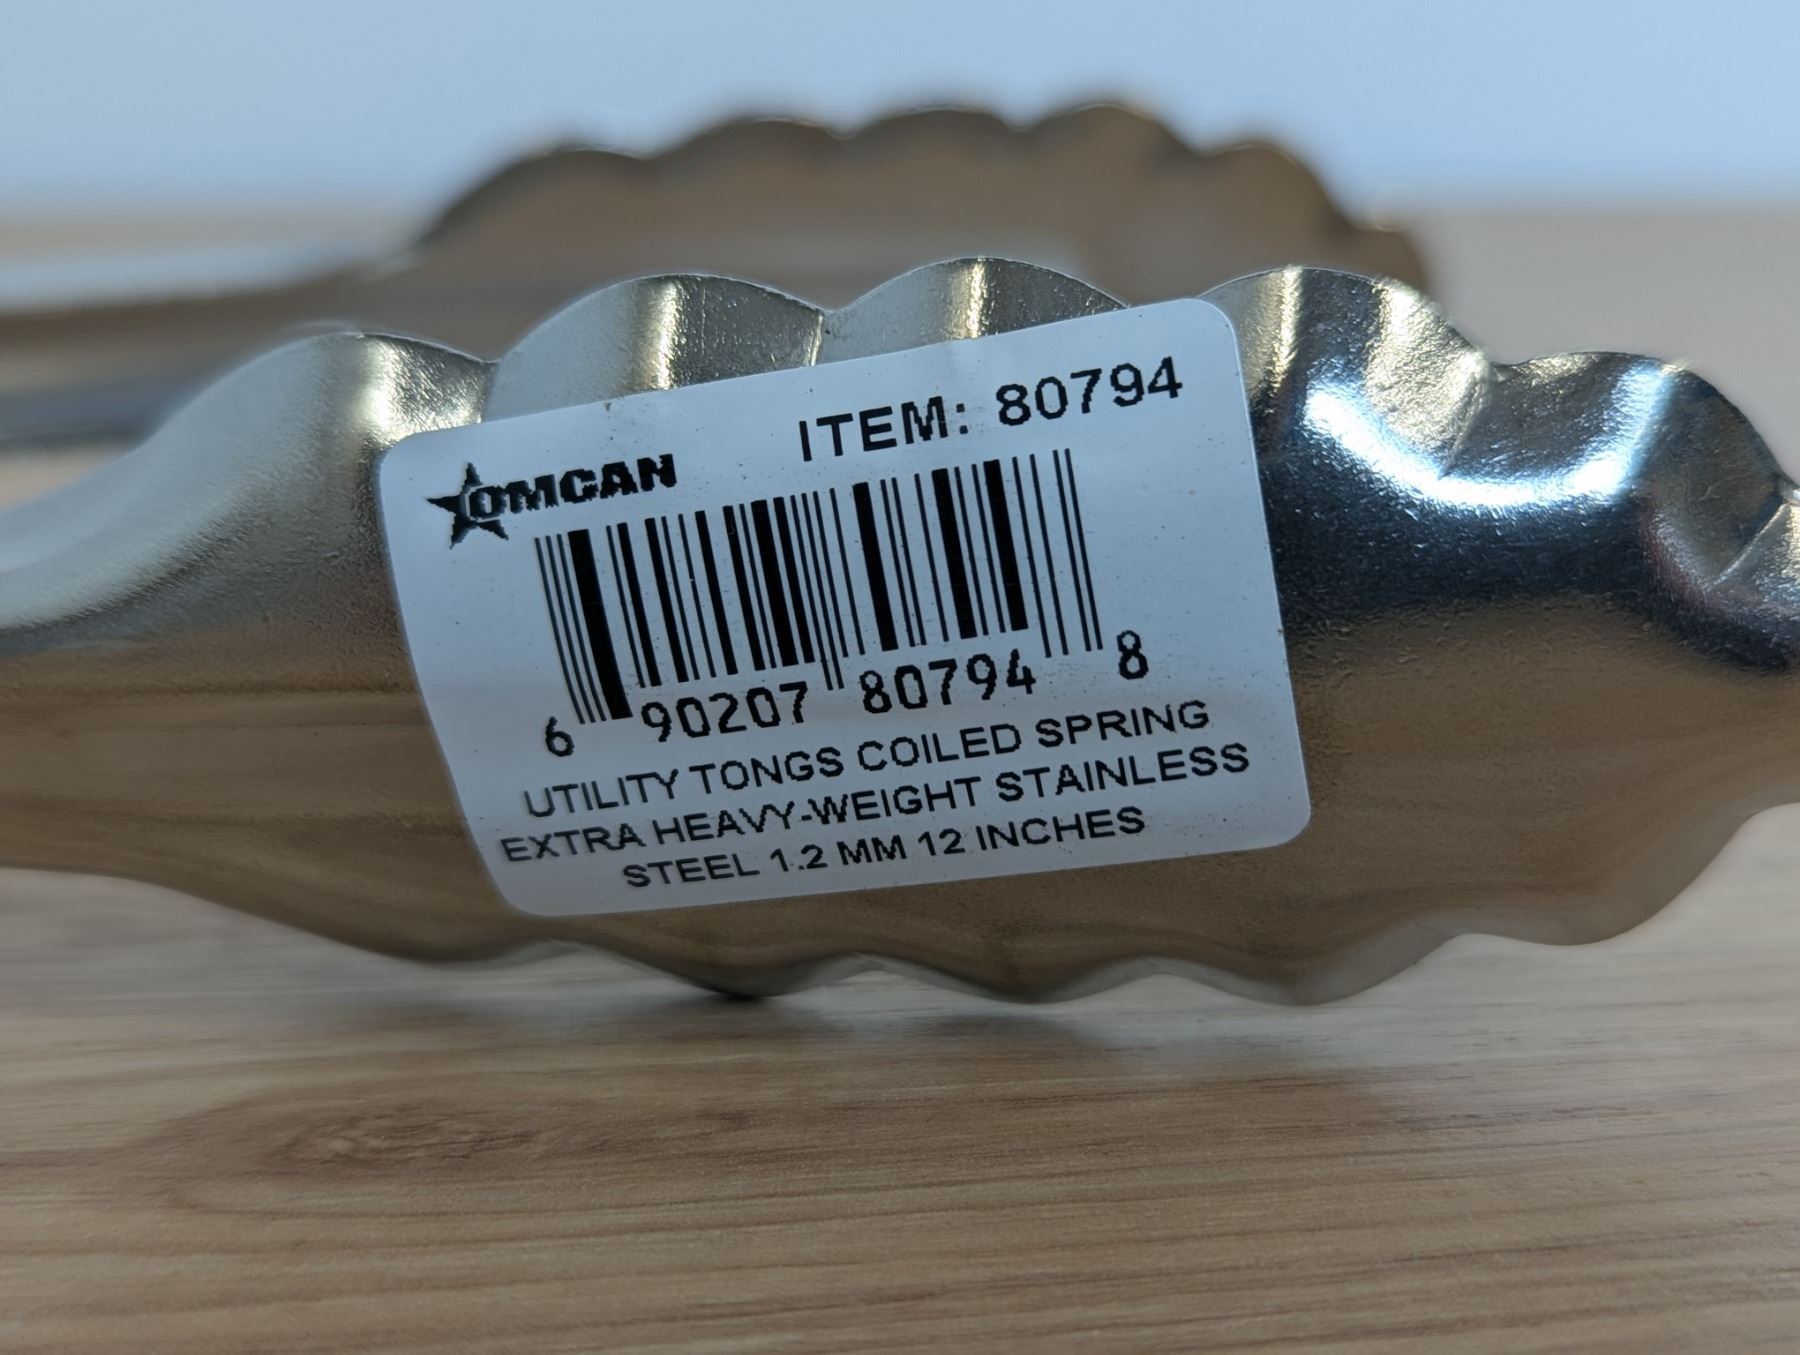 ITEM: 80794
OMCAN
6 90207 80794 8
UTILITY TONGS COILED SPRING
EXTRA HEAVY-WEIGHT STAINLESS
STEEL 1.2 MM 12 INCHES